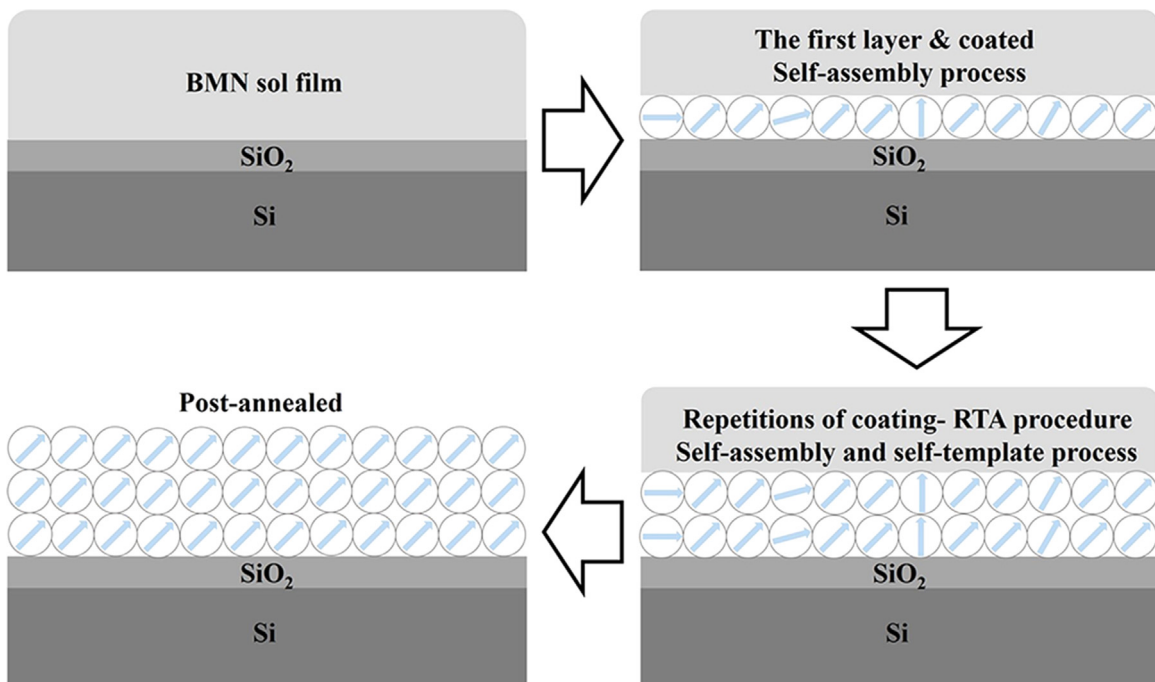 BMN sol film
SiO₂
Si
The first layer & coated
Self-assembly process
SiO₂
Si
Repetitions of coating- RTA procedure
Self-assembly and self-template process
SiO₂
Si
Post-annealed
SiO₂
Si